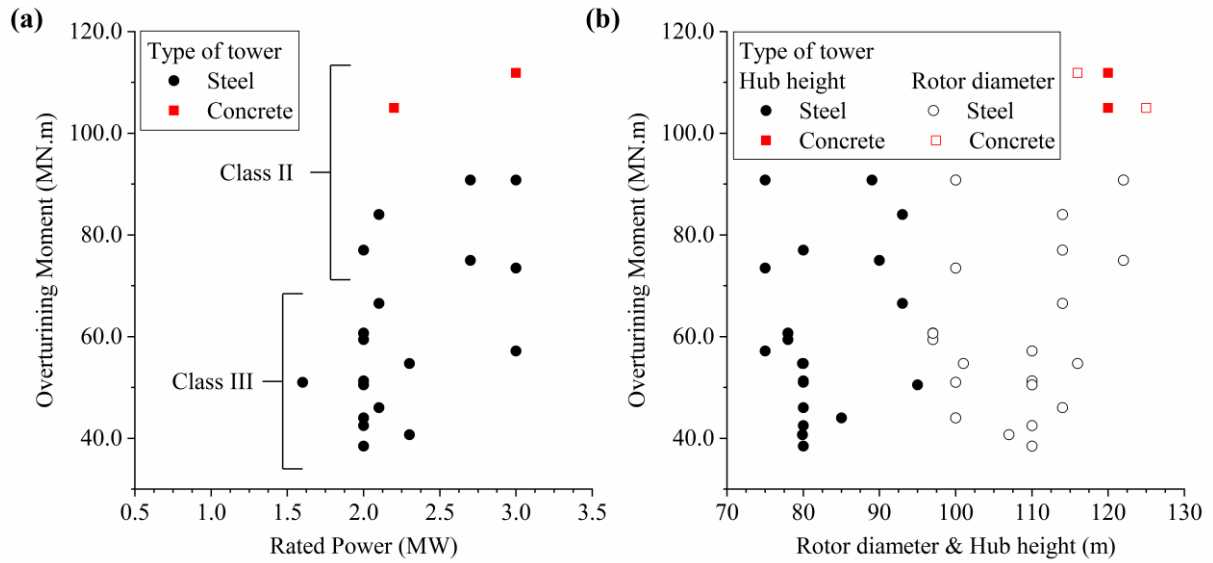 (a)
120.0
100.0
80.0
60.0
40.0
Overturining Moment (MN.m)
Type of tower
Steel
Concrete
Class II
Class III
0.5 1.0 1.5 2.0 2.5 3.0 3.5
Rated Power (MW)
(b)
120.0
100.0
80.0
60.0
40.0
Overturining Moment (MN.m)
Type of tower
Hub height Rotor diameter
Steel Steel
Concrete Concrete
70 80 90 100 110 120 130
Rotor diameter & Hub height (m)